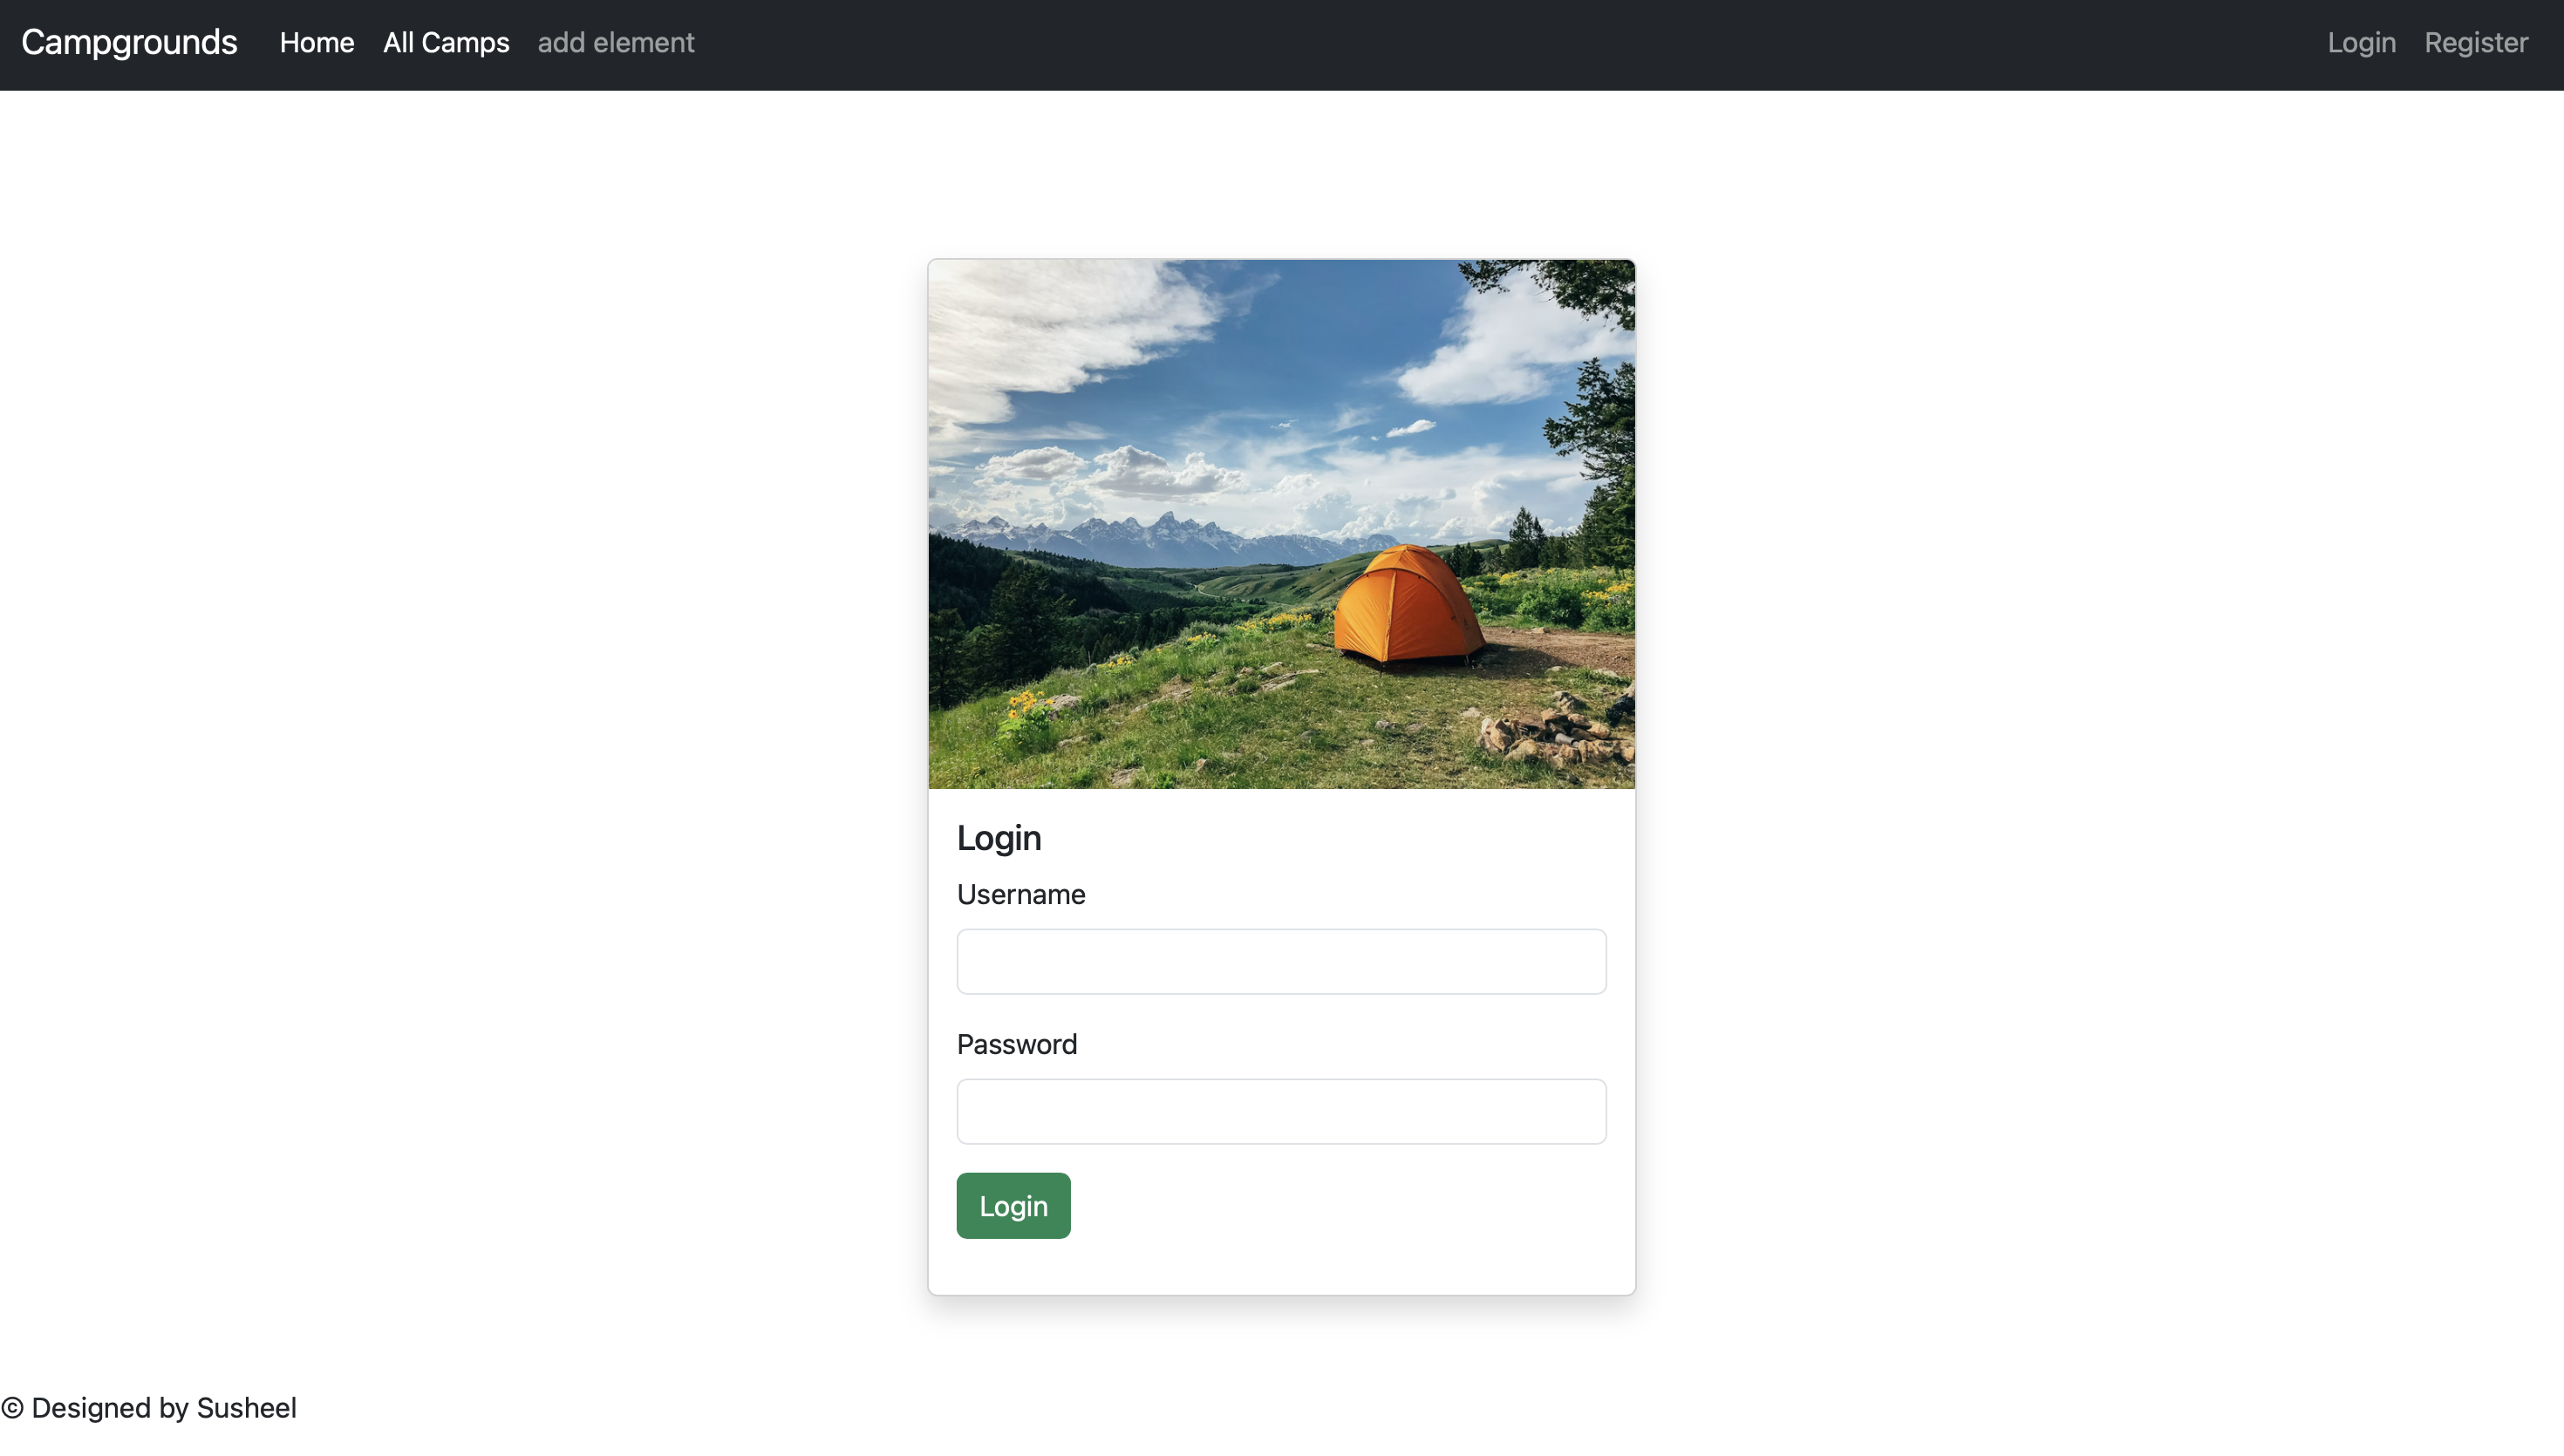 Campgrounds Home All Camps add element Login Register
Login
Username
Password
Login
© Designed by Susheel